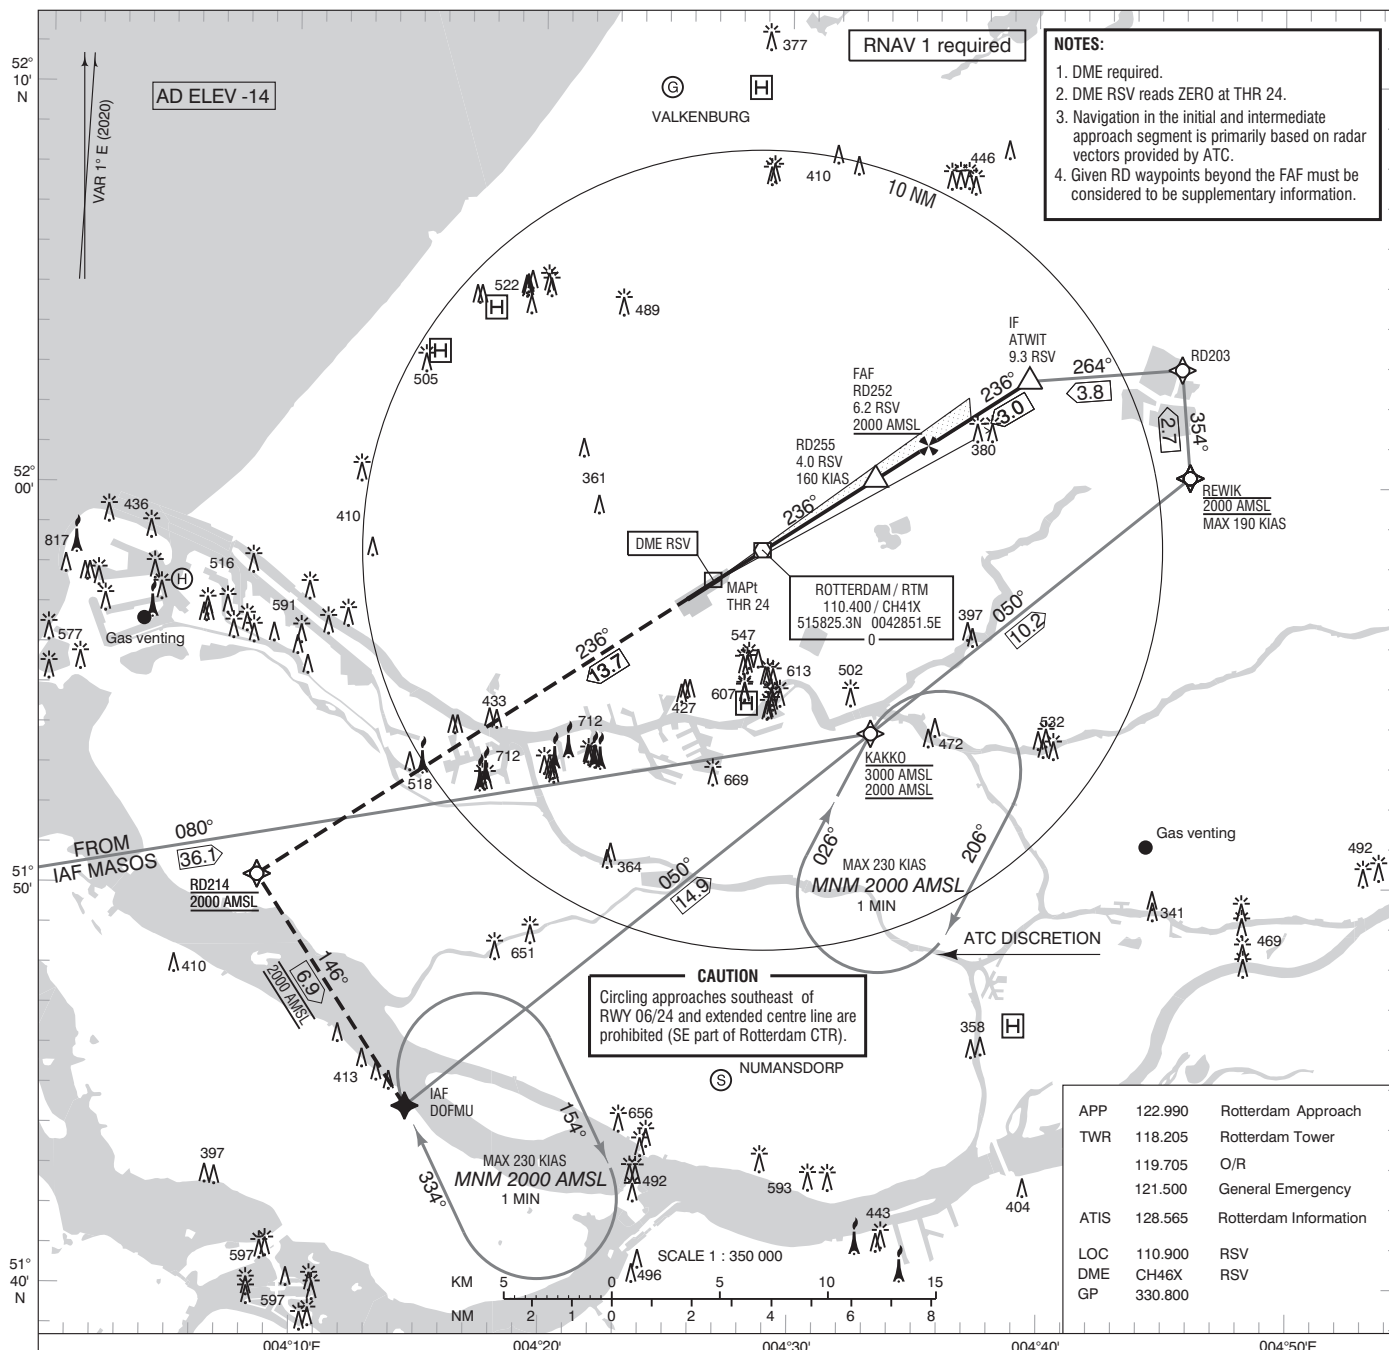 52°
10'
N
VAR 1° E (2020)
AD ELEV -14
377
G
VALKENBURG
H
RNAV 1 required
NOTES:
1. DME required.
2. DME RSV reads ZERO at THR 24.
3. Navigation in the initial and intermediate
approach segment is primarily based on radar
vectors provided by ATC.
4. Given RD waypoints beyond the FAF must be
considered to be supplementary information.
410
446
10 NM
522
H
489
H
505
IF
ATWIT
9.3 RSV
264°
3.8
RD203
FAF
RD252
6.2 RSV
2000 AMSL
236°
3.0
380
2.7
354°
RD255
4.0 RSV
160 KIAS
361
52°
00'
REWIK
2000 AMSL
MAX 190 KIAS
436
410
236°
817
516
H
DME RSV
MAPt
THR 24
ROTTERDAM / RTM
110.400 / CH41X
515825.3N 0042851.5E
0
591
Gas venting
577
050°
10.2
397
236°
13.7
547
613
502
607
H
427
433
712
712
518
669
472
532
KAKKO
3000 AMSL
2000 AMSL
FROM
IAF MASOS
080°
36.1
51°
50'
RD214
2000 AMSL
364
050°
14.9
026°
206°
MAX 230 KIAS
MNM 2000 AMSL
1 MIN
Gas venting
492
341
469
ATC DISCRETION
651
410
146°
6.9
2000 AMSL
CAUTION
Circling approaches southeast of
RWY 06/24 and extended centre line are
prohibited (SE part of Rotterdam CTR).
358
H
413
IAF
DOFMU
S
NUMANSDORP
154°
334°
MAX 230 KIAS
MNM 2000 AMSL
1 MIN
656
492
593
397
404
443
597
597
496
51°
40'
N
SCALE 1 : 350 000
KM 5 0 5 10 15
NM 2 1 0 2 4 6 8
APP 122.990 Rotterdam Approach
TWR 118.205 Rotterdam Tower
119.705 O/R
121.500 General Emergency
ATIS 128.565 Rotterdam Information
LOC 110.900 RSV
DME CH46X RSV
GP 330.800
004°10'E 004°20' 004°30' 004°40' 004°50'E